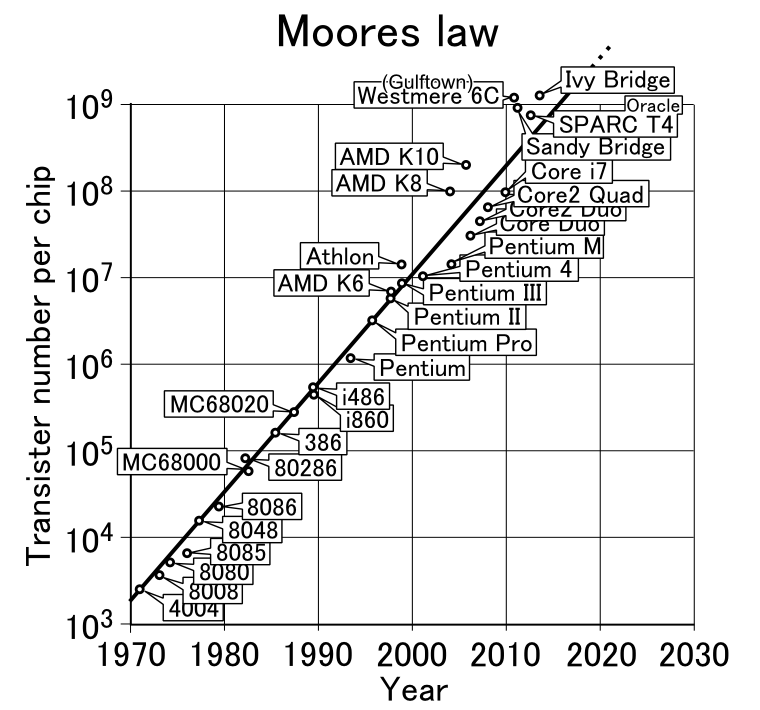 Moores law
Transister number per chip
10⁹
10⁸
10⁷
10⁶
10⁵
10⁴
10³
(Gulftown)
Westmere 6C
Ivy Bridge
Oracle
SPARC T4
Sandy Bridge
AMD K10
Core i7
AMD K8
Core2 Quad
Core2 Duo
Core Duo
Pentium M
Athlon
Pentium 4
AMD K6
Pentium III
Pentium II
Pentium Pro
Pentium
i486
MC68020
i860
386
MC68000
80286
8086
8048
8085
8080
8008
4004
1970 1980 1990 2000 2010 2020 2030
Year